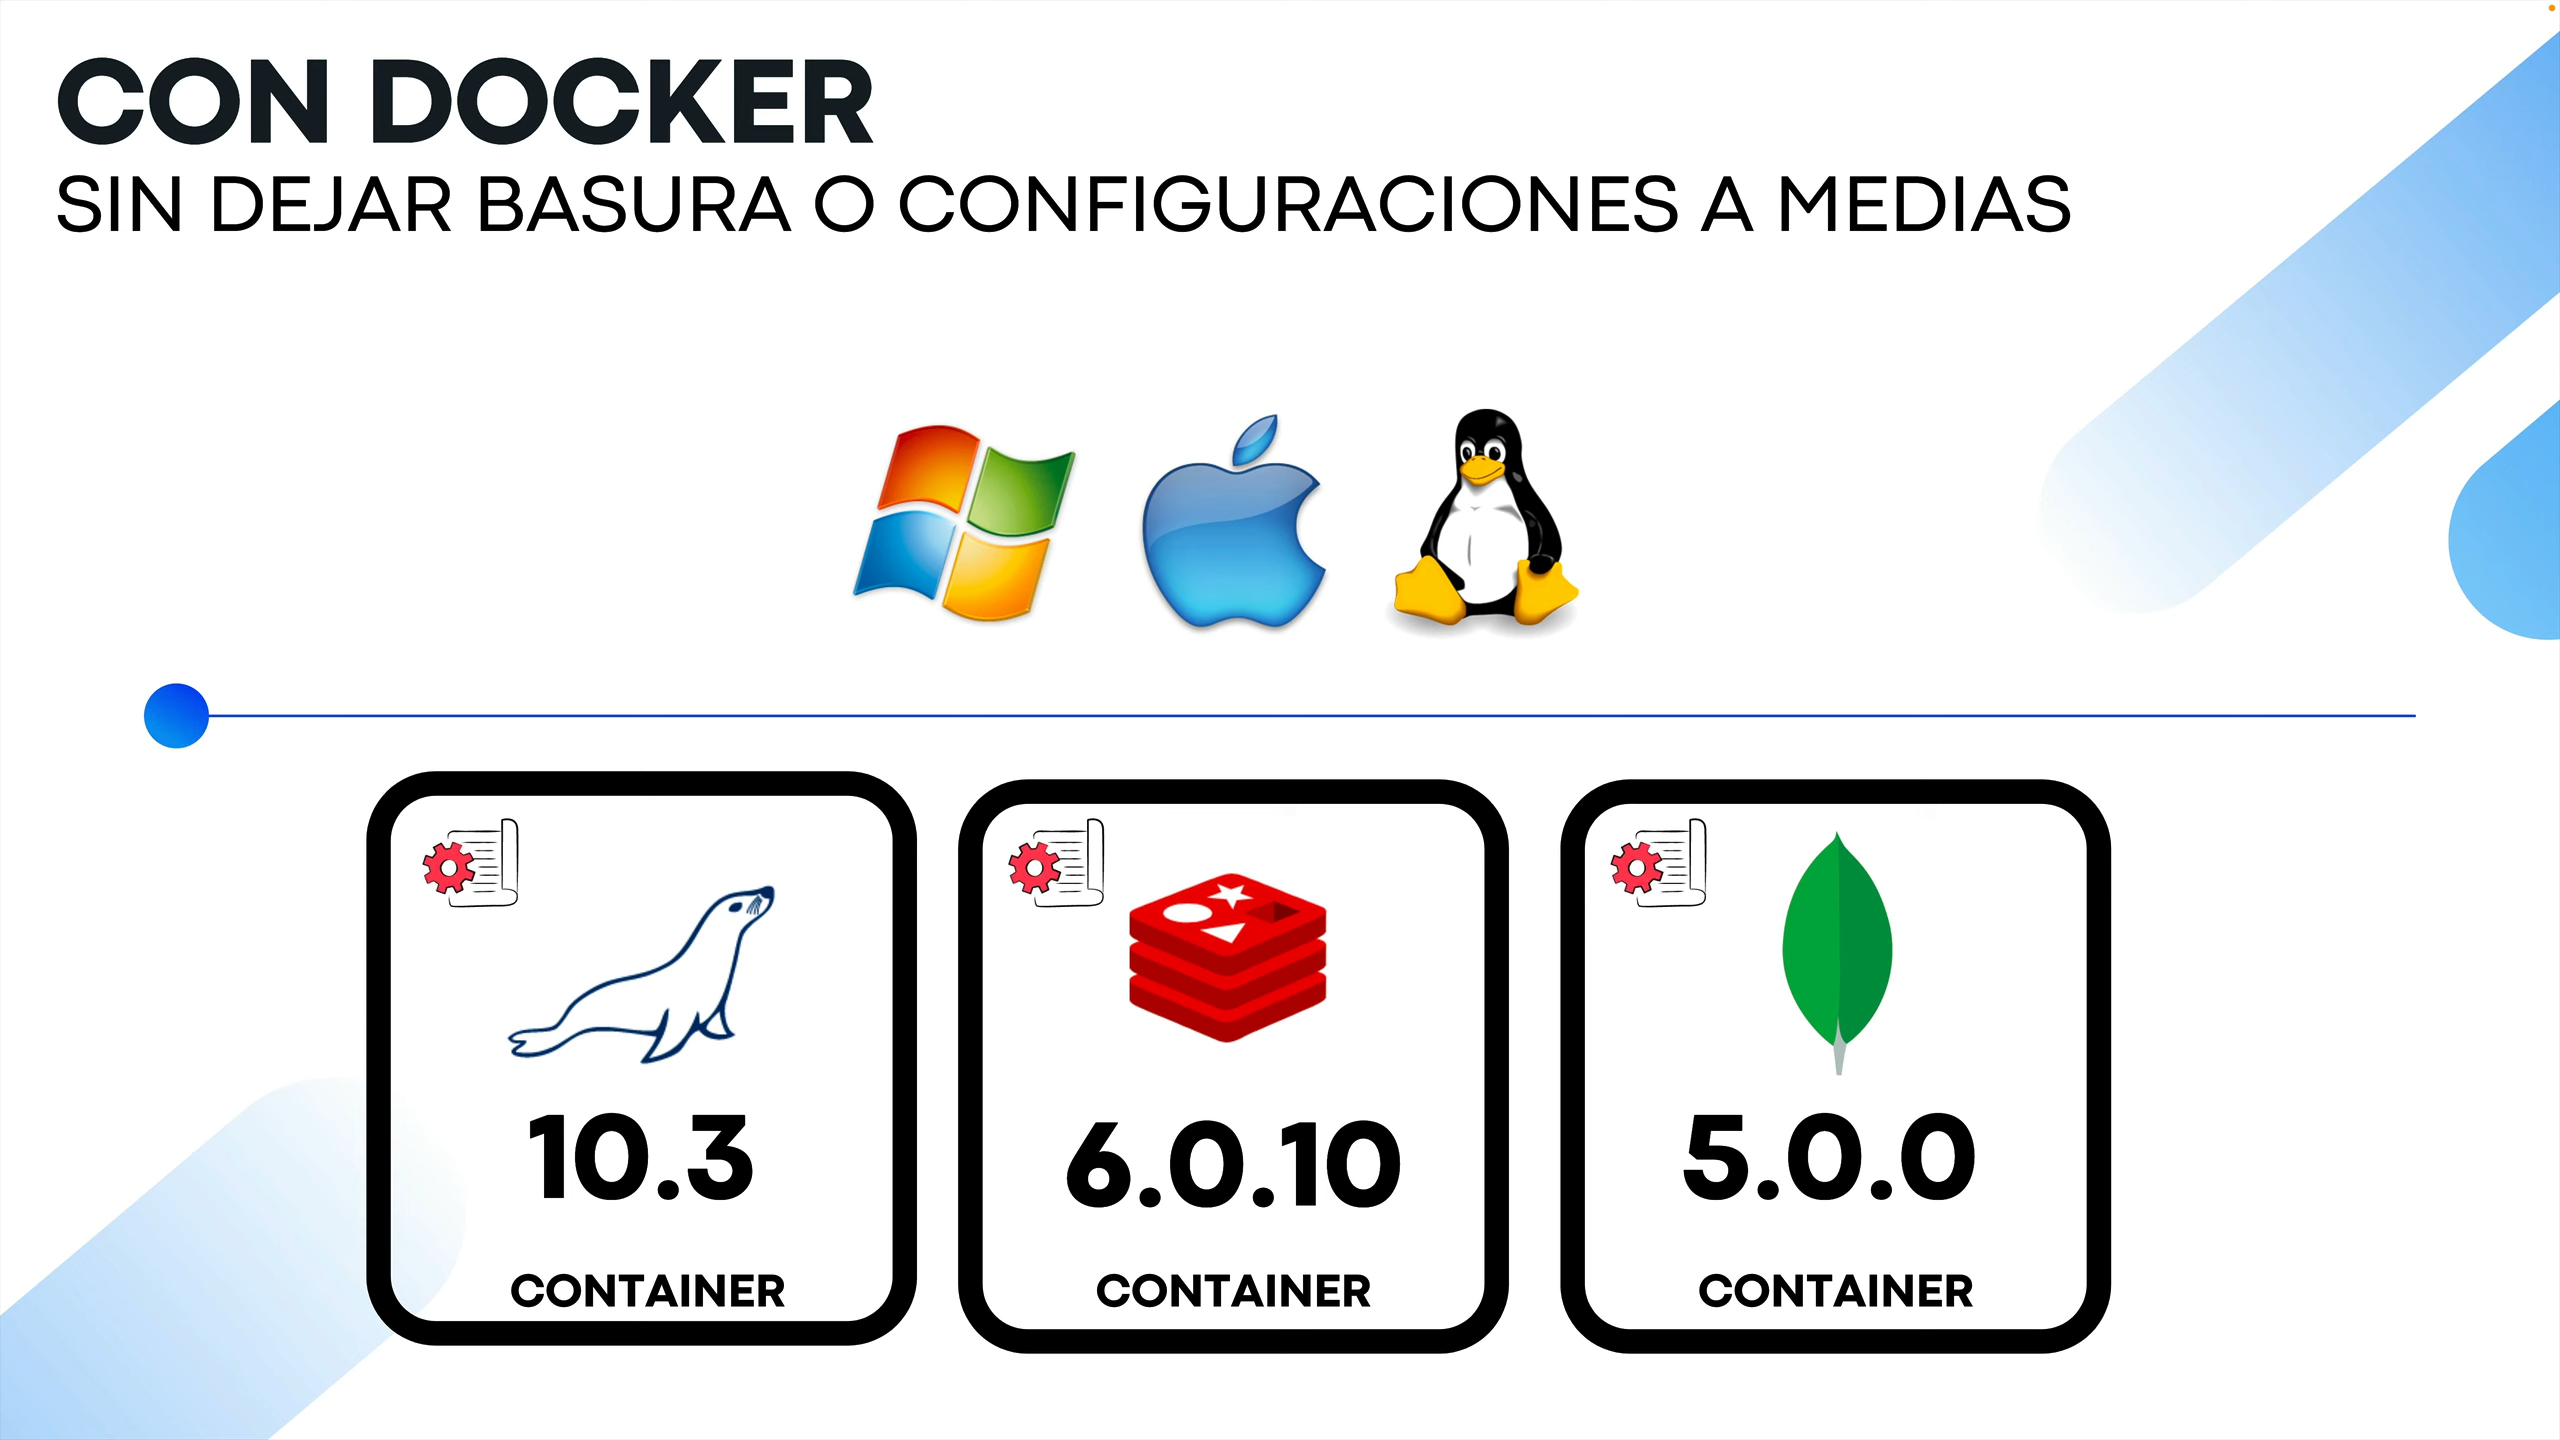 CON DOCKER
SIN DEJAR BASURA O CONFIGURACIONES A MEDIAS
10.3
6.0.10
5.0.0
CONTAINER
CONTAINER
CONTAINER